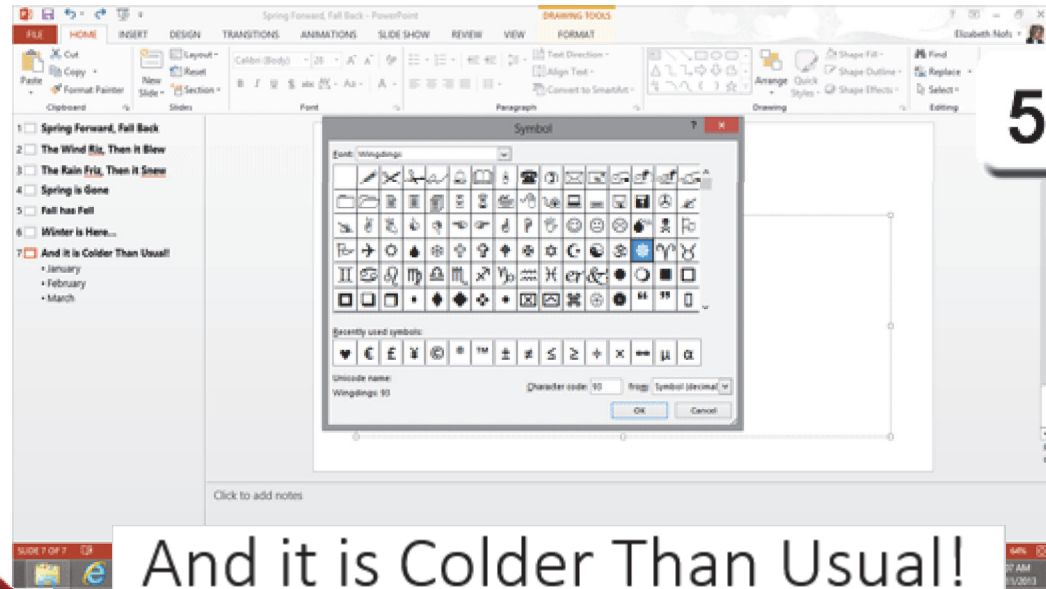 Spring Forward, Fall Back - PowerPoint
DRAWING TOOLS
FILE HOME INSERT DESIGN TRANSITIONS ANIMATIONS SLIDE SHOW REVIEW VIEW FORMAT
Elizabeth Nofs
Cut
Copy
Format Painter
Paste
Clipboard
New
Slide
Layout
Reset
Section
Slides
Calibri (Body)
28
Font
Text Direction
Align Text
Convert to SmartArt
Paragraph
Arrange
Quick
Styles
Shape Fill
Shape Outline
Shape Effects
Drawing
Find
Replace
Select
Editing
5
1 Spring Forward, Fall Back
2 The Wind Riz, Then it Blew
3 The Rain Friz, Then it Snew
4 Spring is Gone
5 Fall has Fell
6 Winter is Here...
7 And it is Colder Than Usual!
• January
• February
• March
Symbol
Font: Wingdings
Recently used symbols:
♥ € £ ¥ © ® ™ ± ≠ ≤ ≥ ÷ × ∞ µ α
Unicode name:
Wingdings: 93
Character code: 93 from: Symbol (decimal)
OK Cancel
Click to add notes
SLIDE 7 OF 7
64%
And it is Colder Than Usual!